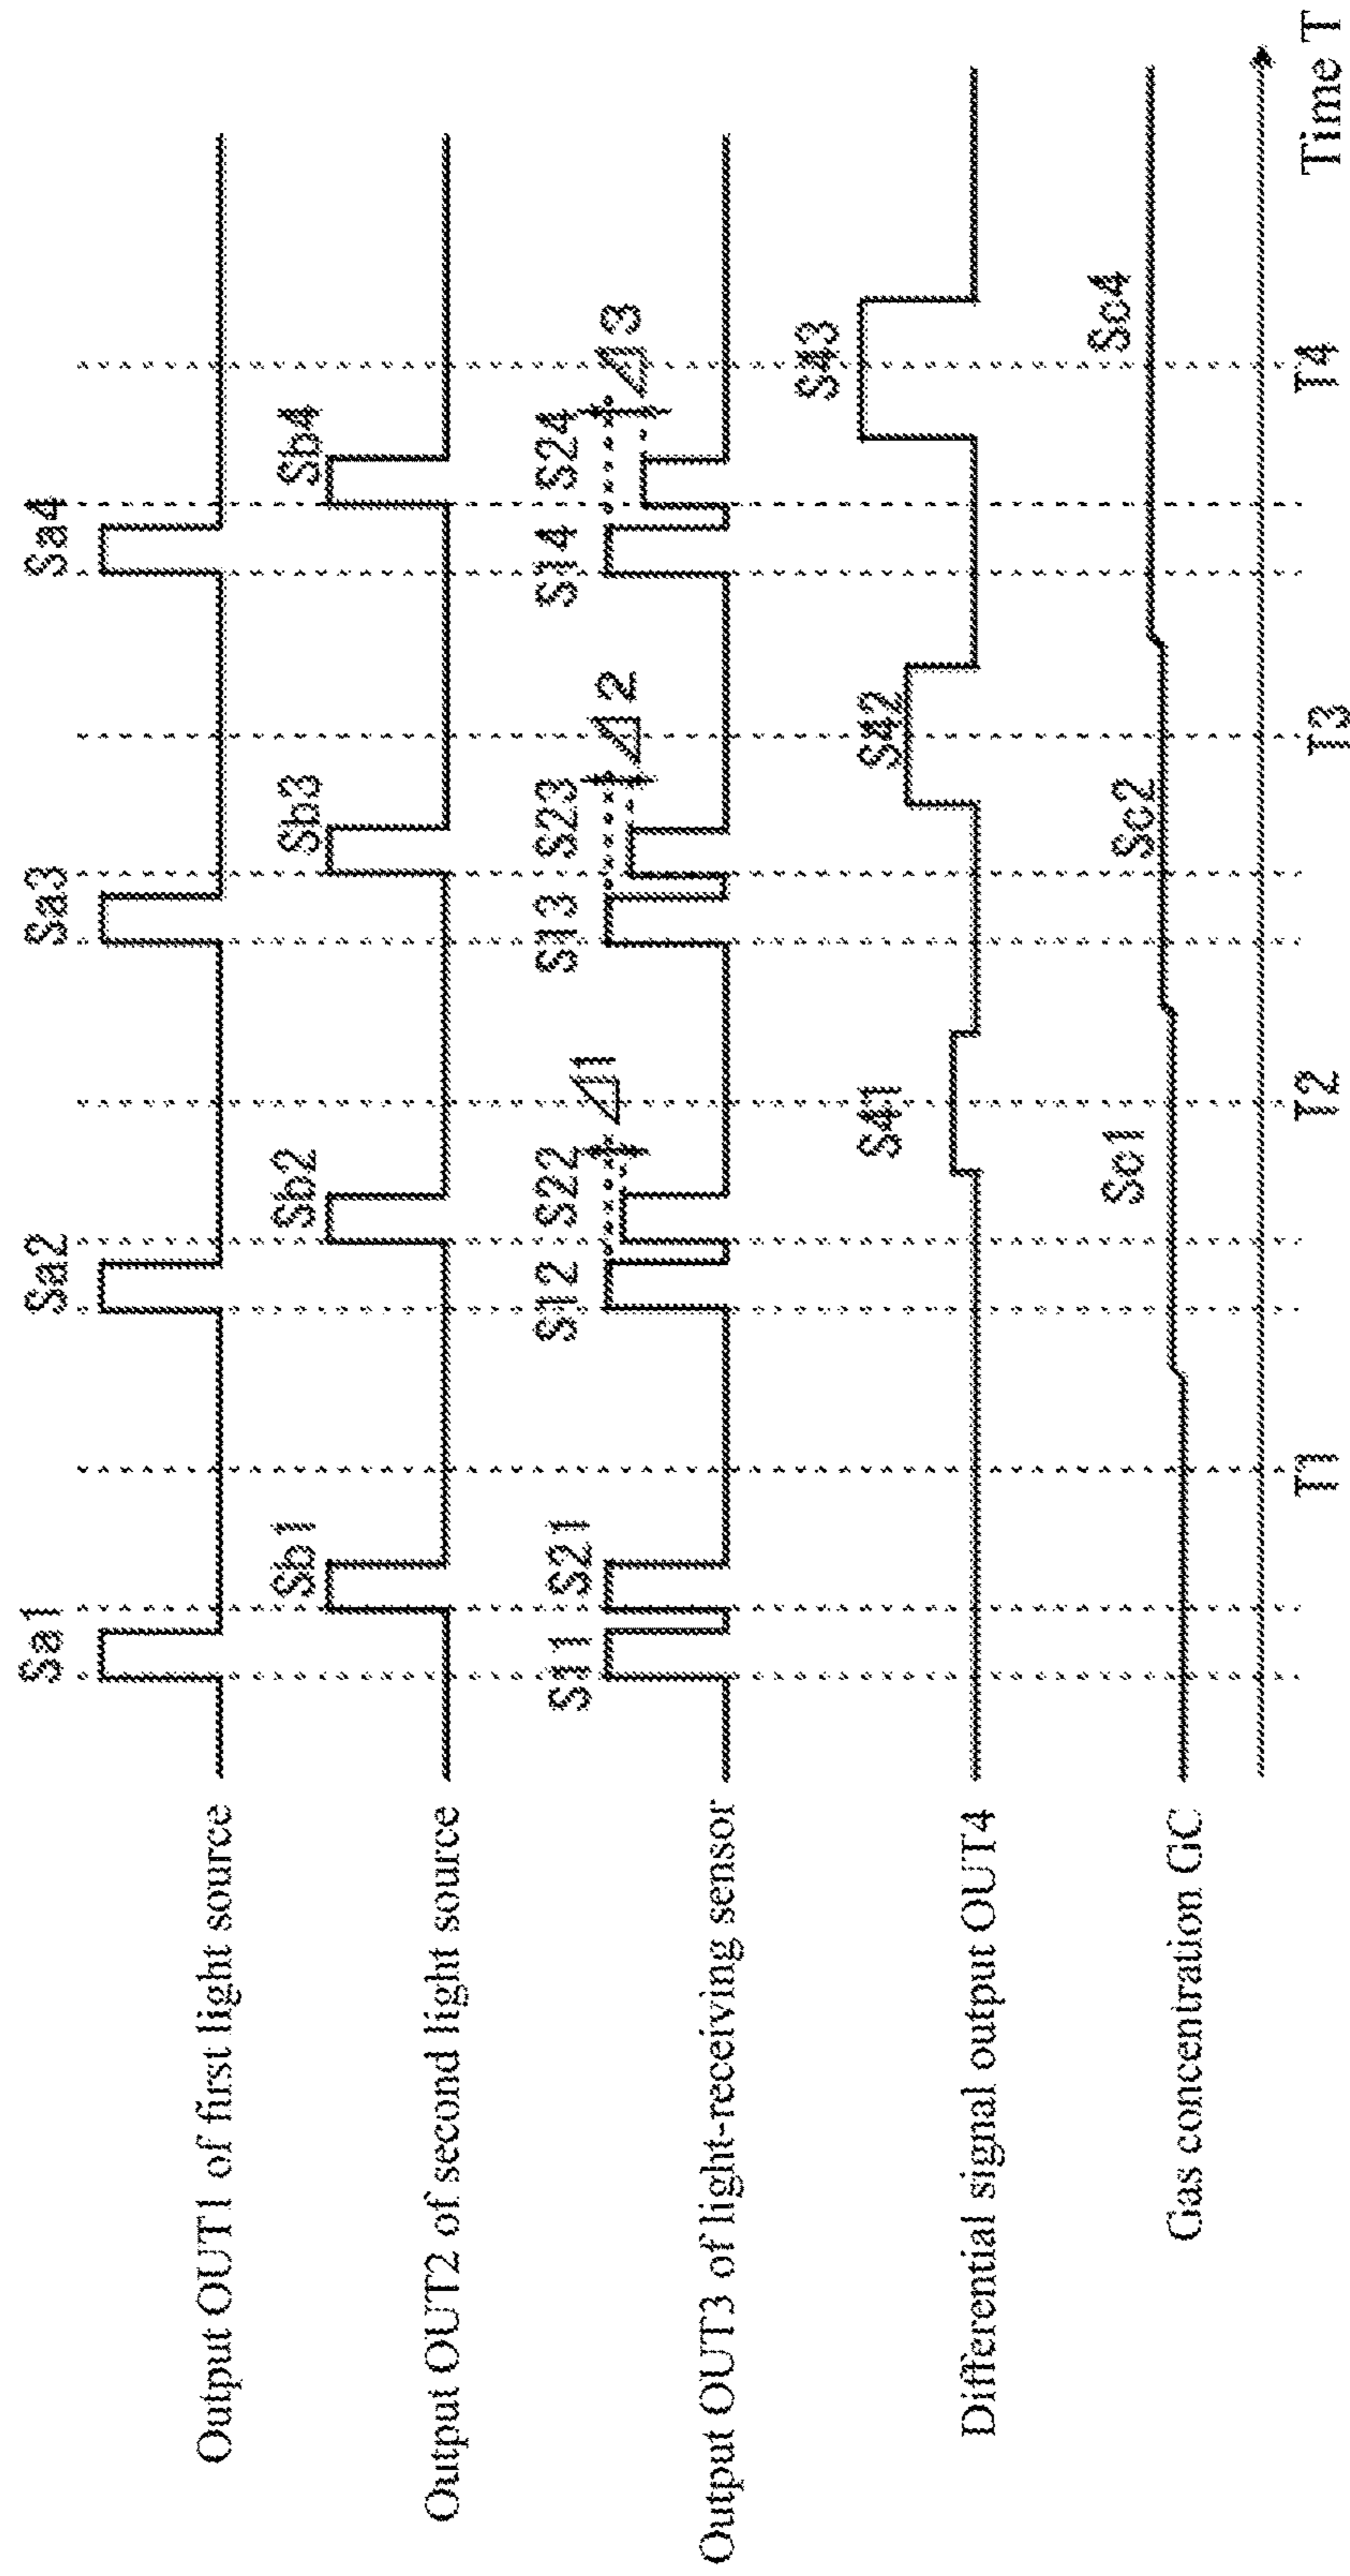 Output OUT1 of first light source
Sa1 Sa2 Sa3 Sa4
Output OUT2 of second light source
Sb1 Sb2 Sb3 Sb4
Output OUT3 of light-receiving sensor
S11 S21 S12 S22 Δ1 S13 S23 Δ2 S14 S24 Δ3
Differential signal output OUT4
S41 S42 S43
Gas concentration GC
Sc1 Sc2 Sc4
T1 T2 T3 T4
Time T